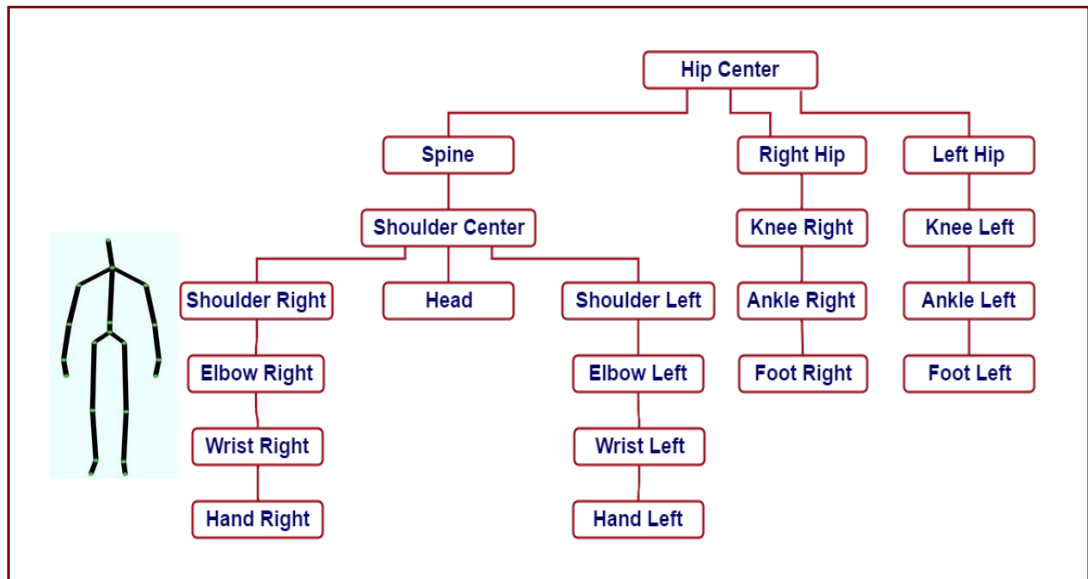 Hip Center
Spine
Right Hip
Left Hip
Shoulder Center
Knee Right
Knee Left
Shoulder Right
Head
Shoulder Left
Ankle Right
Ankle Left
Elbow Right
Elbow Left
Foot Right
Foot Left
Wrist Right
Wrist Left
Hand Right
Hand Left